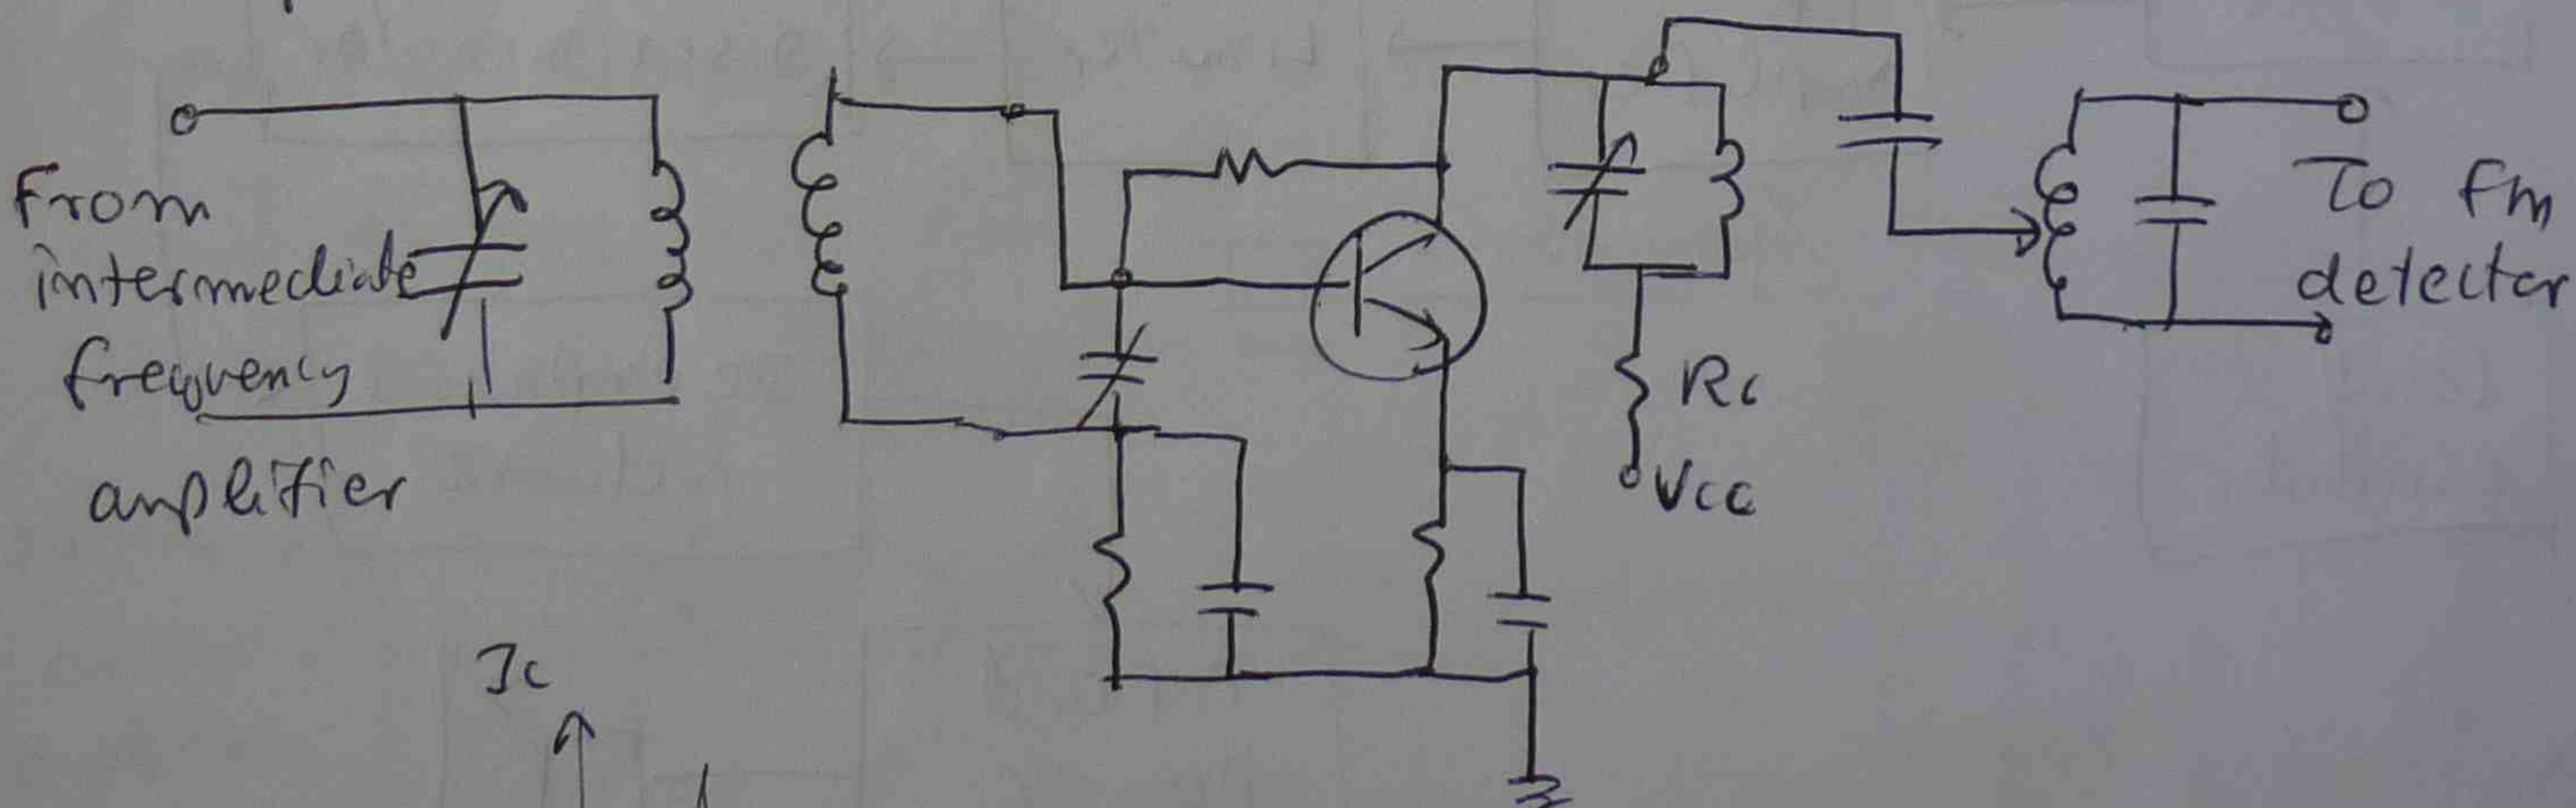 From
intermediate
frequency
amplifier
To fm
detector
Rc
Vcc
Ic